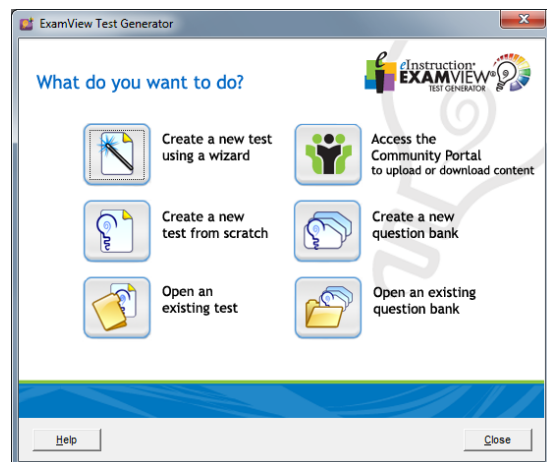 ExamView Test Generator
What do you want to do?
eInstruction
EXAMVIEW®
TEST GENERATOR
Create a new test
using a wizard
Access the
Community Portal
to upload or download content
Create a new
test from scratch
Create a new
question bank
Open an
existing test
Open an existing
question bank
Help
Close